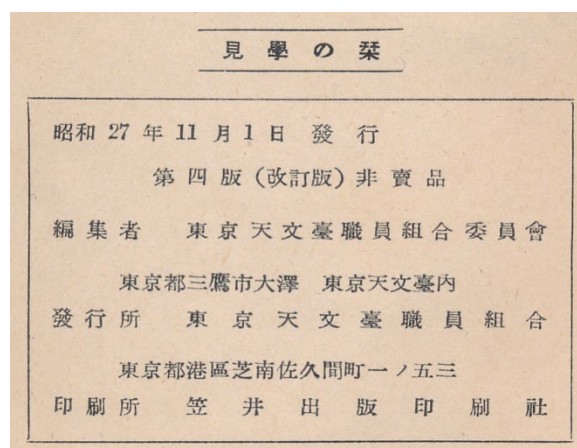 見學の栞
昭和27年11月1日 發行
第四版(改訂版)非賣品
編集者 東京天文臺職員組合委員會
東京都三鷹市大澤 東京天文臺内
發行所 東京天文臺職員組合
東京都港區芝南佐久間町一ノ五三
印刷所 笠井出版印刷社